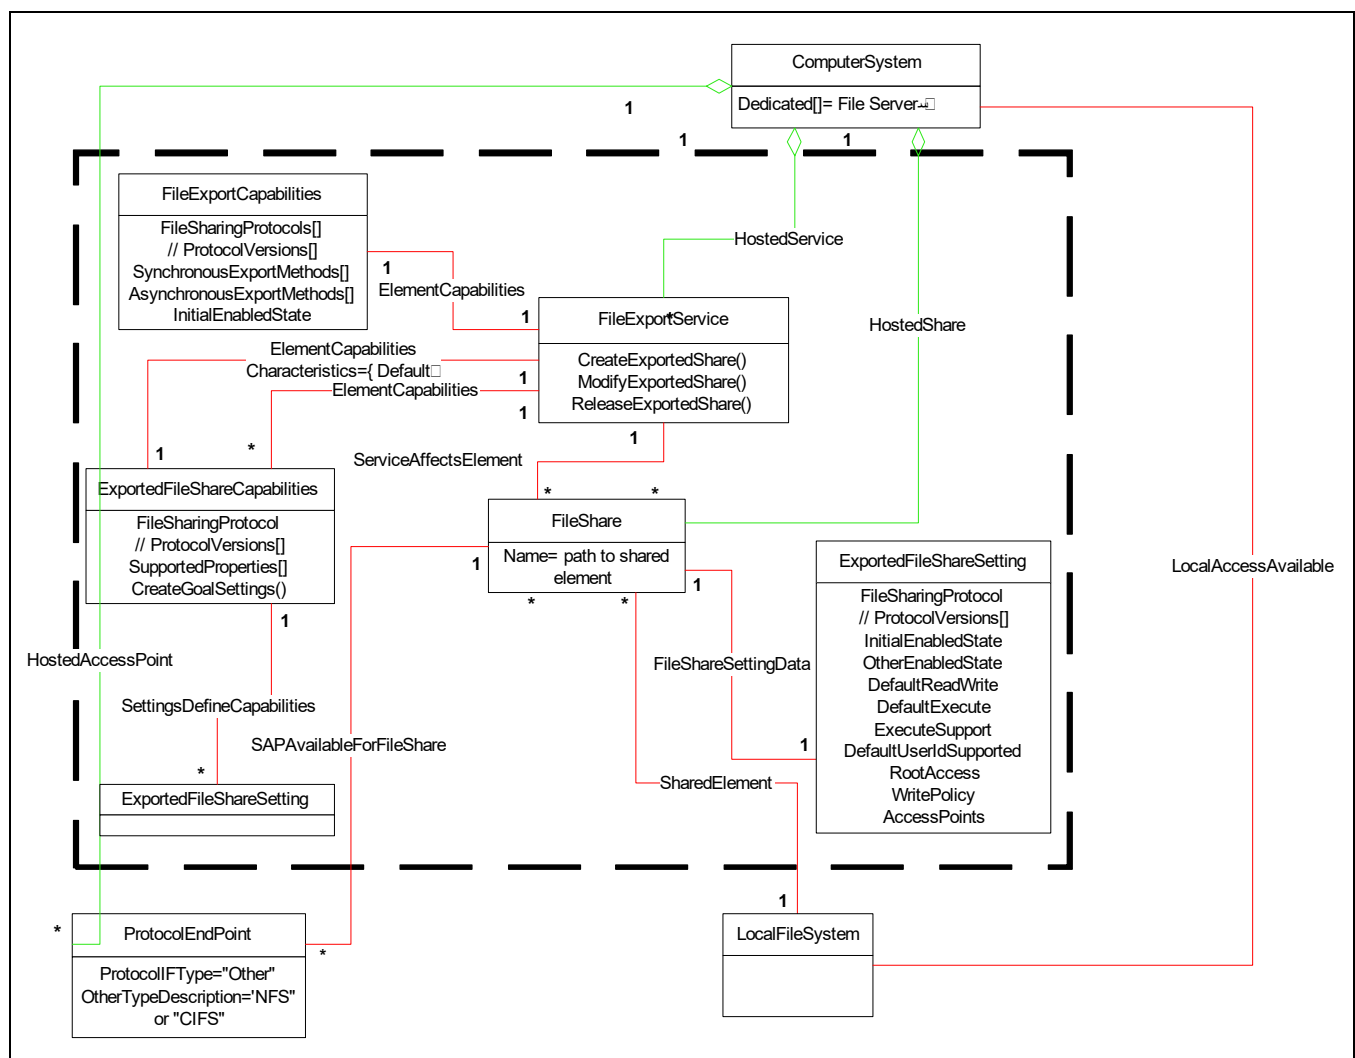 ComputerSystem
Dedicated[]= File Server
1
1
1
FileExportCapabilities
FileSharingProtocols[]
// ProtocolVersions[]
SynchronousExportMethods[]
AsynchronousExportMethods[]
InitialEnabledState
HostedService
1
ElementCapabilities
1
FileExportService
*
CreateExportedShare()
ModifyExportedShare()
ReleaseExportedShare()
HostedShare
ElementCapabilities
Characteristics={ Default
1
ElementCapabilities
1
1
*
1
ServiceAffectsElement
*
*
ExportedFileShareCapabilities
FileSharingProtocol
// ProtocolVersions[]
SupportedProperties[]
CreateGoalSettings()
FileShare
Name= path to shared
element
1
1
*
*
ExportedFileShareSetting
FileSharingProtocol
// ProtocolVersions[]
InitialEnabledState
OtherEnabledState
DefaultReadWrite
DefaultExecute
ExecuteSupport
DefaultUserIdSupported
RootAccess
WritePolicy
AccessPoints
LocalAccessAvailable
1
HostedAccessPoint
FileShareSettingData
SettingsDefineCapabilities
SAPAvailableForFileShare
1
*
SharedElement
ExportedFileShareSetting
1
*
ProtocolEndPoint
*
ProtocolIFType="Other"
OtherTypeDescription='NFS"
or "CIFS"
LocalFileSystem